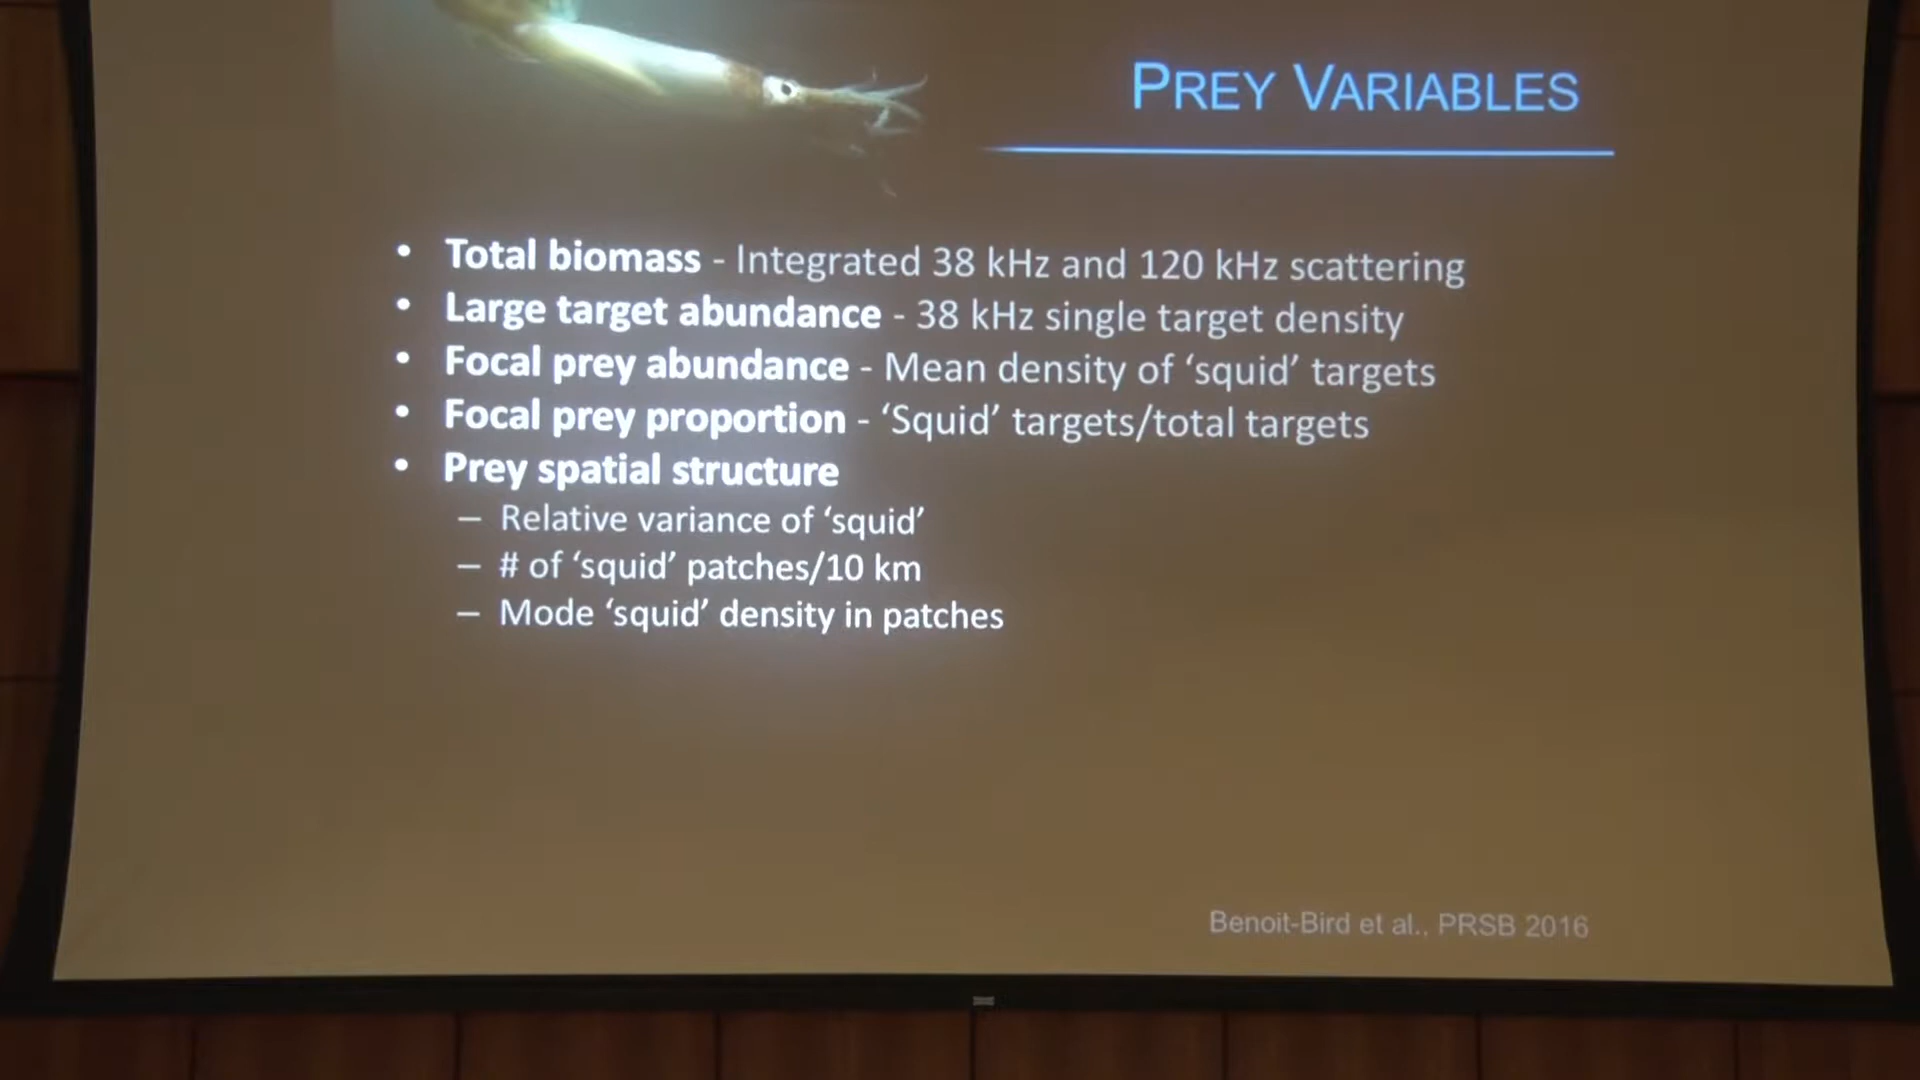 PREY VARIABLES
• Total biomass - Integrated 38 kHz and 120 kHz scattering
• Large target abundance - 38 kHz single target density
• Focal prey abundance - Mean density of ‘squid’ targets
• Focal prey proportion - ‘Squid’ targets/total targets
• Prey spatial structure
– Relative variance of ‘squid’
– # of ‘squid’ patches/10 km
– Mode ‘squid’ density in patches
Benoit-Bird et al., PRSB 2016